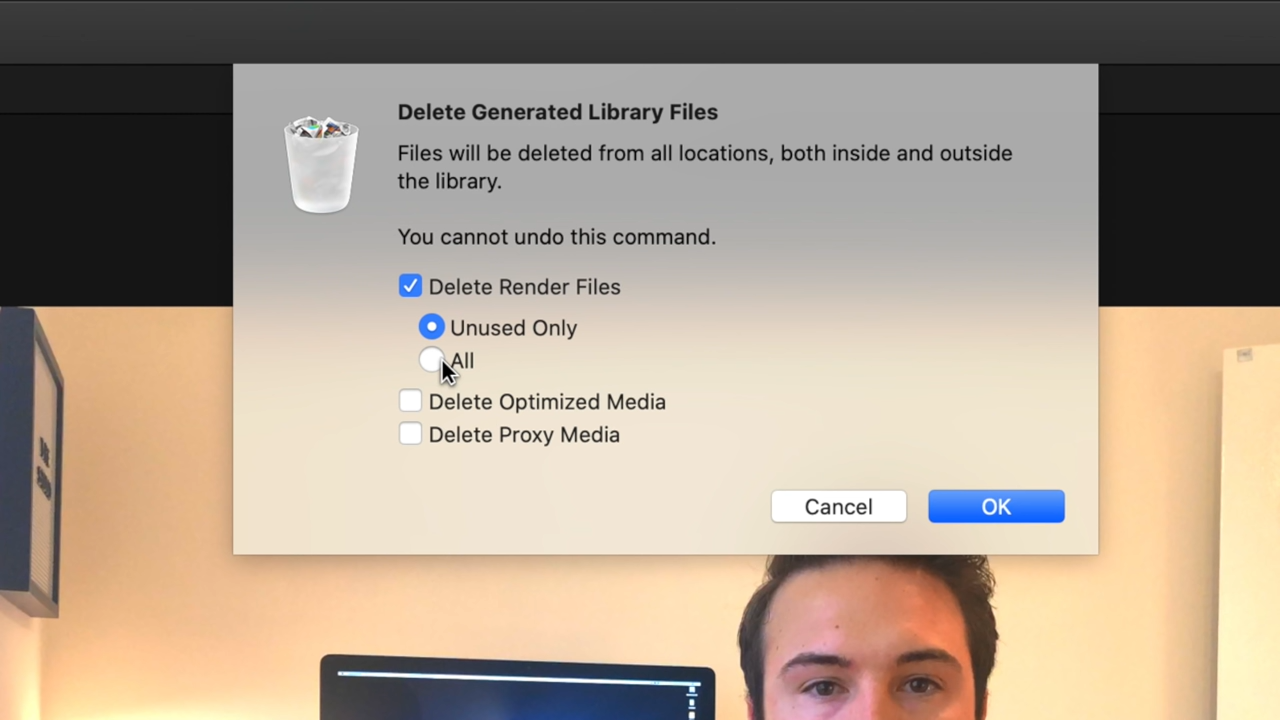 Delete Generated Library Files
Files will be deleted from all locations, both inside and outside
the library.
You cannot undo this command.
Delete Render Files
Unused Only
All
Delete Optimized Media
Delete Proxy Media
Cancel
OK